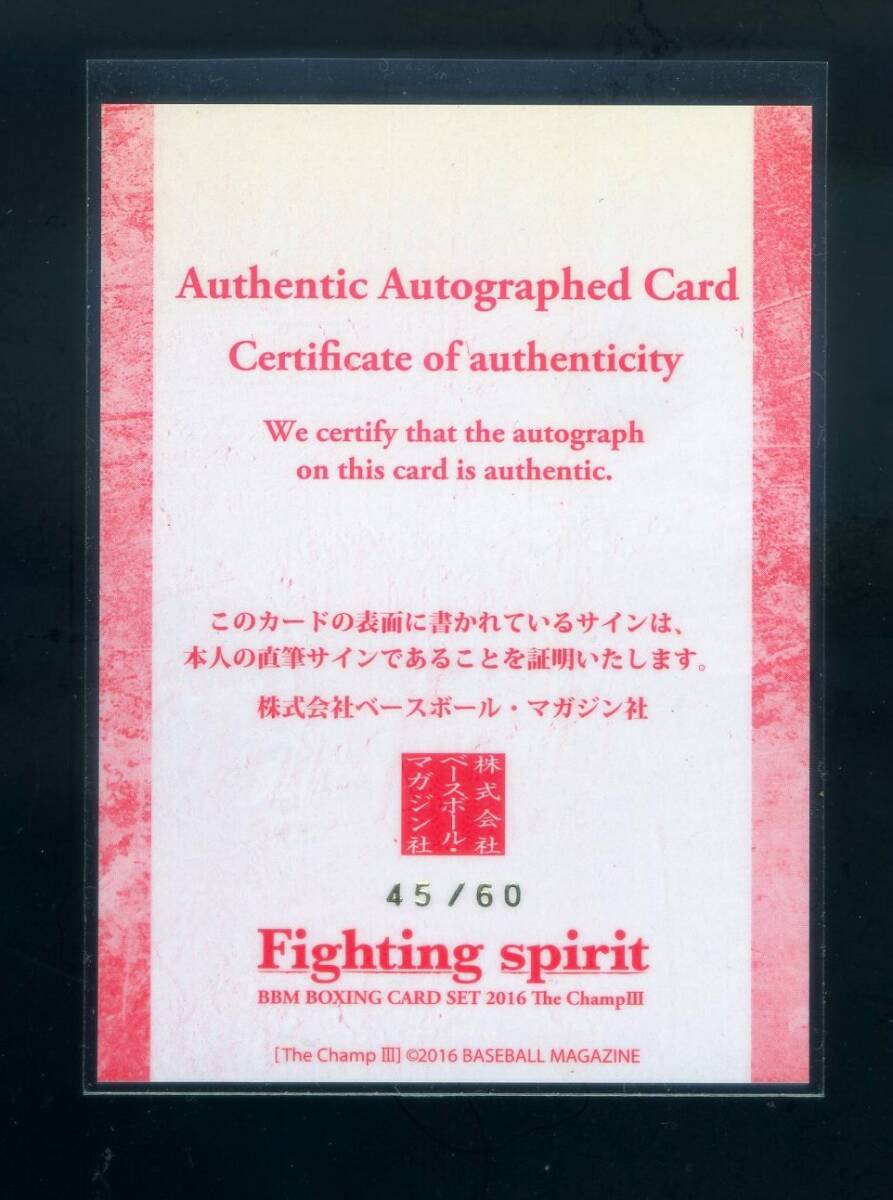 Authentic Autographed Card
Certificate of authenticity
We certify that the autograph
on this card is authentic.
このカードの表面に書かれているサインは、
本人の直筆サインであることを証明いたします。
株式会社ベースボール・マガジン社
株式会社
ベースボール・
マガジン社
45/60
Fighting spirit
BBM BOXING CARD SET 2016 The ChampⅢ
[The Champ Ⅲ] ©2016 BASEBALL MAGAZINE